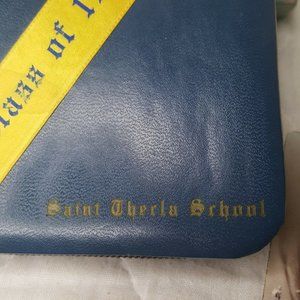 Class of 1
Saint Thecla School